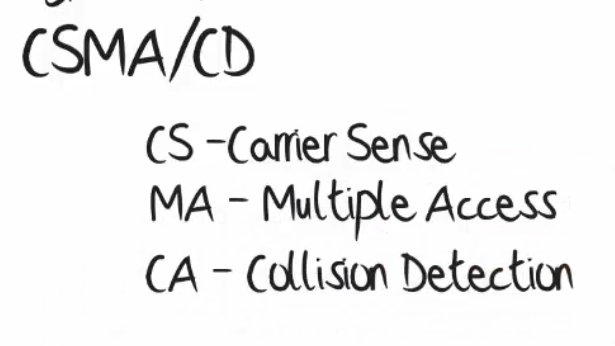 CSMA/CD
CS - Carrier Sense
MA - Multiple Access
CA - Collision Detection